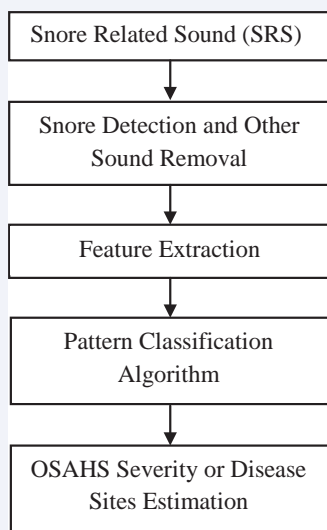 Snore Related Sound (SRS)
Snore Detection and Other
Sound Removal
Feature Extraction
Pattern Classification
Algorithm
OSAHS Severity or Disease
Sites Estimation